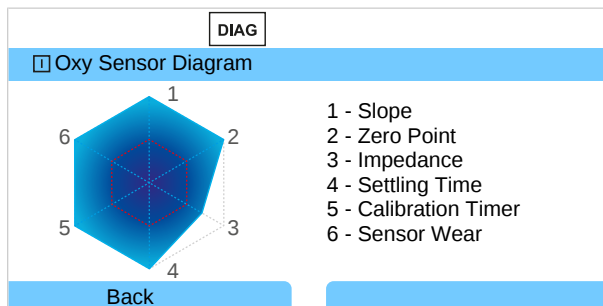 DIAG
I Oxy Sensor Diagram
1
2
3
4
5
6
1 - Slope
2 - Zero Point
3 - Impedance
4 - Settling Time
5 - Calibration Timer
6 - Sensor Wear
Back